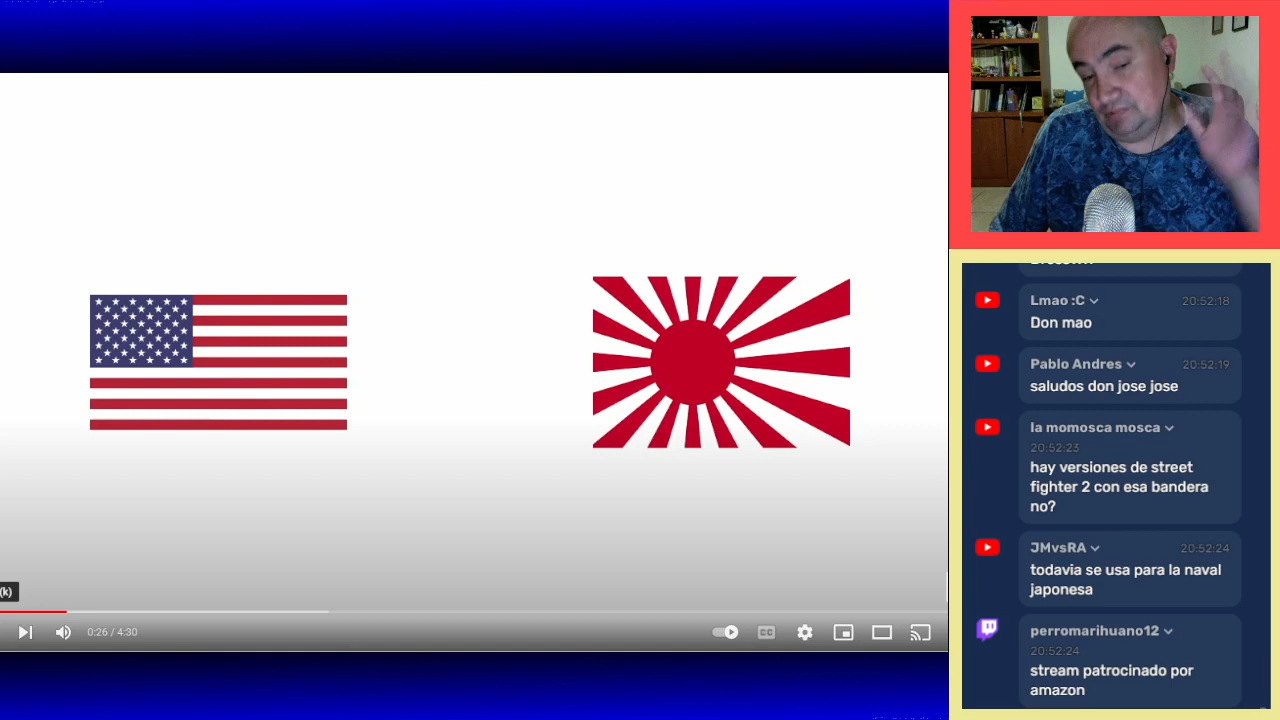 (k)
0:26 / 4:30
CC
Lmao :C
20:52:18
Don mao
Pablo Andres
20:52:19
saludos don jose jose
la momosca mosca
20:52:23
hay versiones de street
fighter 2 con esa bandera
no?
JMvsRA
20:52:24
todavia se usa para la naval
japonesa
perromarihuano12
20:52:24
stream patrocinado por
amazon